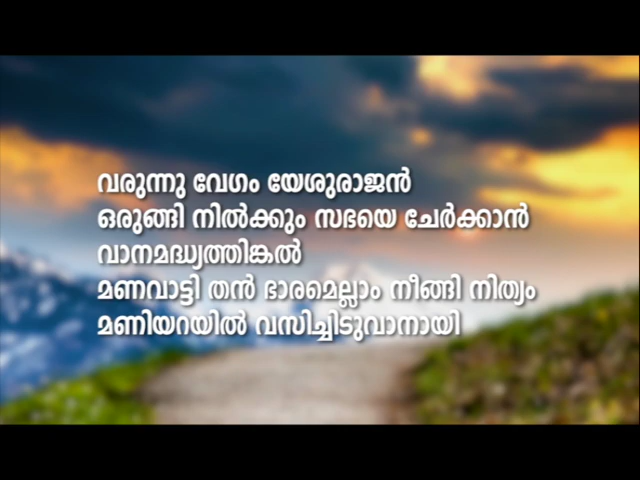 വരുന്നു വേഗം യേശുരാജൻ
ഒരുങ്ങി നിൽക്കും സഭയെ ചേർക്കാൻ
വാനമദ്ധ്യത്തിങ്കൽ
മണവാട്ടി തൻ ഭാരമെല്ലാം നീങ്ങി നിത്യം
മണിയറയിൽ വസിച്ചിടുവാനായി